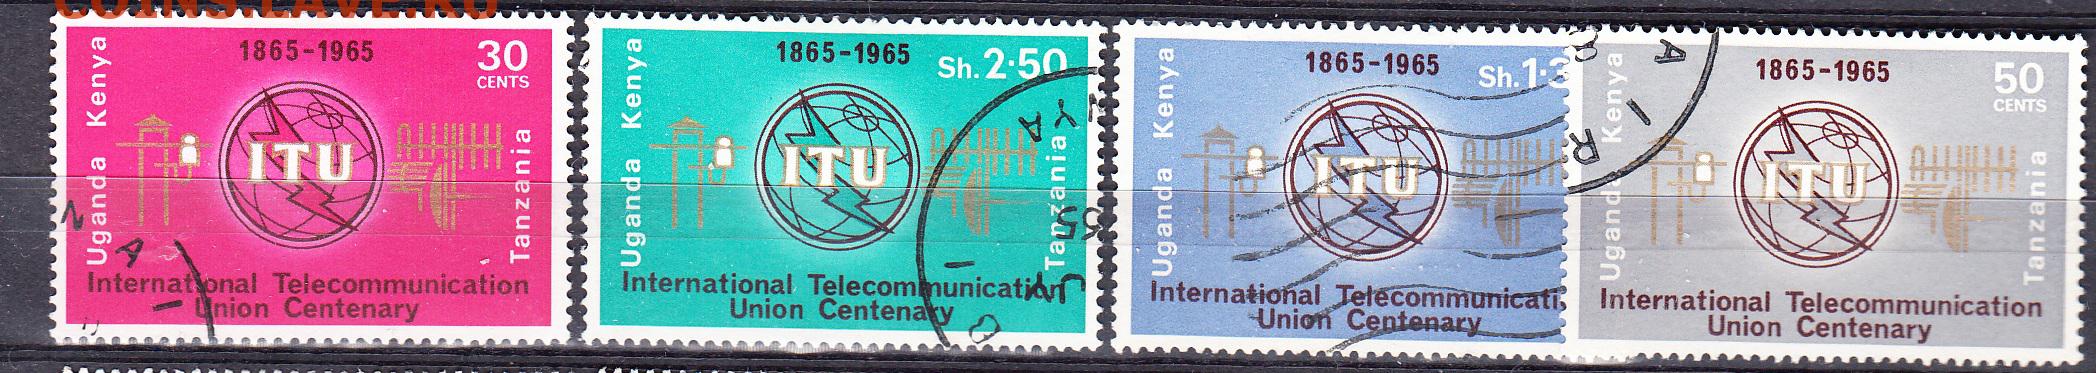 COINS.LAVE.RU
1865-1965
30
CENTS
Uganda Kenya
ITU
Tanzania
International Telecommunication
Union Centenary
1865-1965
Sh. 2·50
Uganda Kenya
ITU
Tanzania
International Telecommunication
Union Centenary
1865-1965
Sh. 1·3
Uganda Kenya
ITU
International Telecommunicati
Union Centenary
1865-1965
50
CENTS
Uganda Kenya
ITU
Tanzania
International Telecommunication
Union Centenary